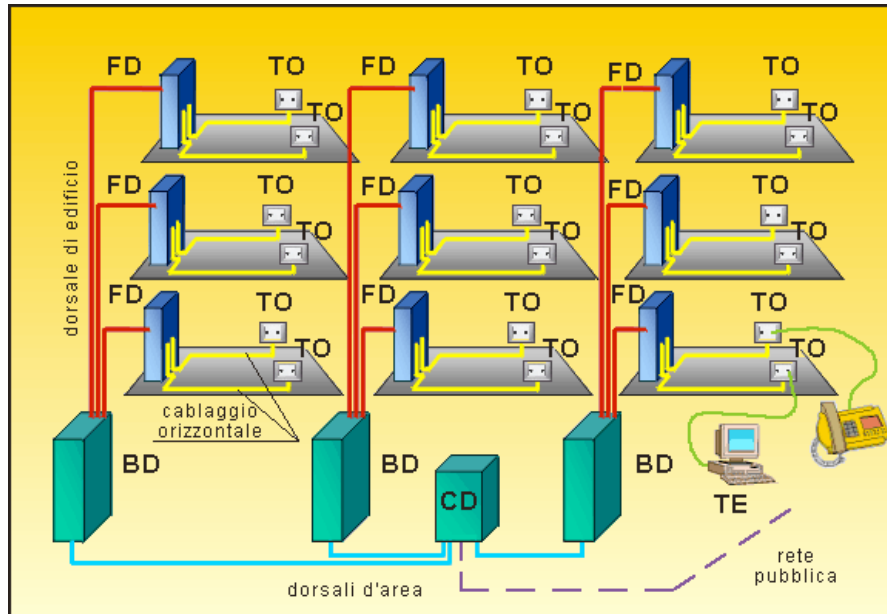 FD TO FD TO FD TO
TO TO TO
dorsale di edificio
FD TO FD TO FD TO
TO TO TO
FD TO FD TO FD TO
TO TO TO
cablaggio
orizzontale
BD BD BD
CD
TE
rete
pubblica
dorsali d'area